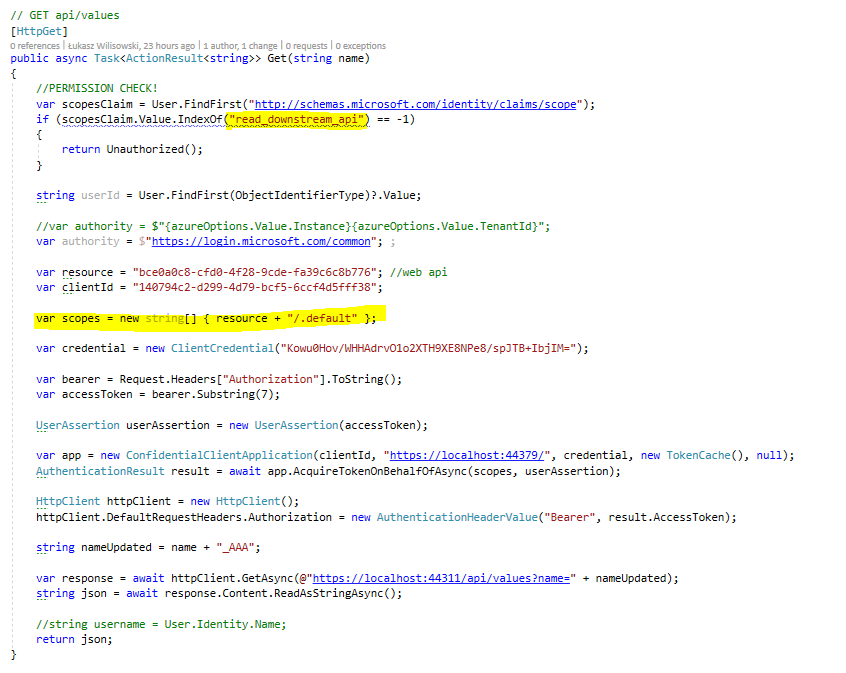 // GET api/values
[HttpGet]
0 references | Łukasz Wilisowski, 23 hours ago | 1 author, 1 change | 0 requests | 0 exceptions
public async Task<ActionResult<string>> Get(string name)
{
//PERMISSION CHECK!
var scopesClaim = User.FindFirst("http://schemas.microsoft.com/identity/claims/scope");
if (scopesClaim.Value.IndexOf("read_downstream_api") == -1)
{
return Unauthorized();
}
string userId = User.FindFirst(ObjectIdentifierType)?.Value;
//var authority = $"{azureOptions.Value.Instance}{azureOptions.Value.TenantId}";
var authority = $"https://login.microsoft.com/common"; ;
var resource = "bce0a0c8-cfd0-4f28-9cde-fa39c6c8b776"; //web api
var clientId = "140794c2-d299-4d79-bcf5-6ccf4d5fff38";
var scopes = new string[] { resource + "/.default" };
var credential = new ClientCredential("Kowu0Hov/WHHAdrvO1o2XTH9XE8NPe8/spJTB+IbjIM=");
var bearer = Request.Headers["Authorization"].ToString();
var accessToken = bearer.Substring(7);
UserAssertion userAssertion = new UserAssertion(accessToken);
var app = new ConfidentialClientApplication(clientId, "https://localhost:44379/", credential, new TokenCache(), null);
AuthenticationResult result = await app.AcquireTokenOnBehalfOfAsync(scopes, userAssertion);
HttpClient httpClient = new HttpClient();
httpClient.DefaultRequestHeaders.Authorization = new AuthenticationHeaderValue("Bearer", result.AccessToken);
string nameUpdated = name + "_AAA";
var response = await httpClient.GetAsync(@"https://localhost:44311/api/values?name=" + nameUpdated);
string json = await response.Content.ReadAsStringAsync();
//string username = User.Identity.Name;
return json;
}